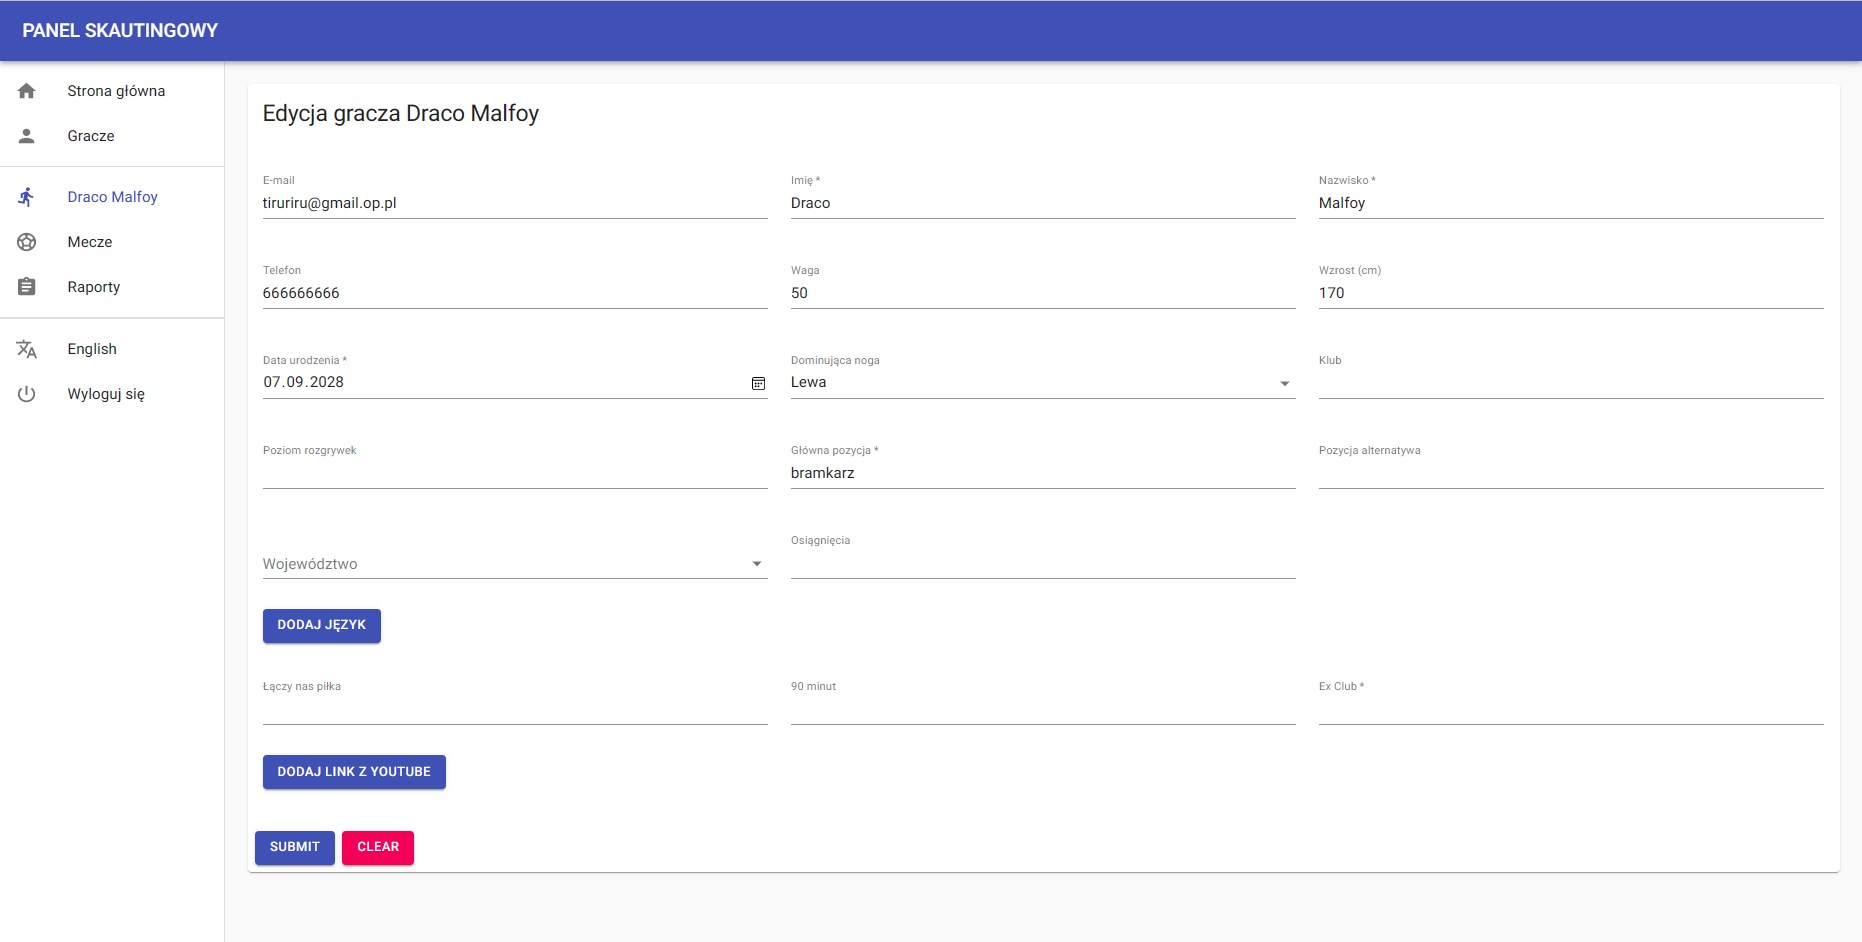 PANEL SKAUTINGOWY
Strona główna
Gracze
Draco Malfoy
Mecze
Raporty
English
Wyloguj się
Edycja gracza Draco Malfoy
E-mail
tiruriru@gmail.op.pl
Imię *
Draco
Nazwisko *
Malfoy
Telefon
666666666
Waga
50
Wzrost (cm)
170
Data urodzenia *
07.09.2028
Dominująca noga
Lewa
Klub
Poziom rozgrywek
Główna pozycja *
bramkarz
Pozycja alternatywa
Województwo
Osiągnięcia
DODAJ JĘZYK
Łączy nas piłka
90 minut
Ex Club *
DODAJ LINK Z YOUTUBE
SUBMIT
CLEAR